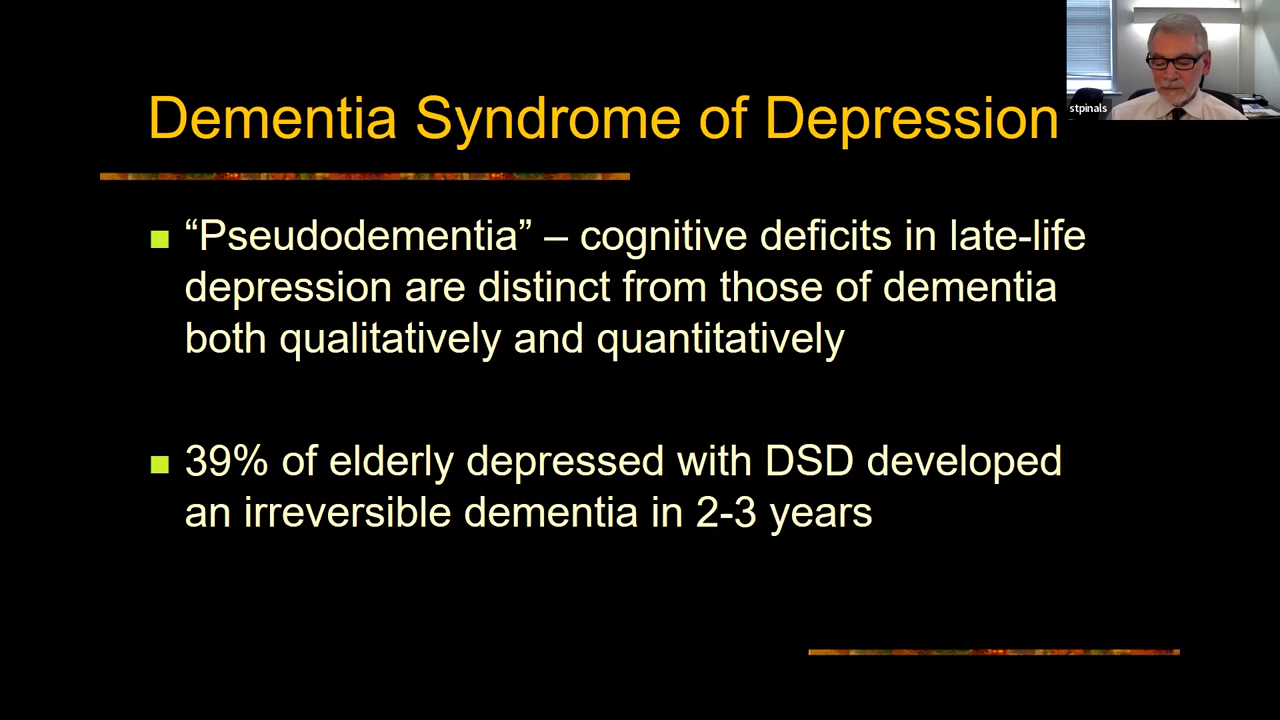 Dementia Syndrome of Depression
stpinals
“Pseudodementia” – cognitive deficits in late-life
depression are distinct from those of dementia
both qualitatively and quantitatively
39% of elderly depressed with DSD developed
an irreversible dementia in 2-3 years